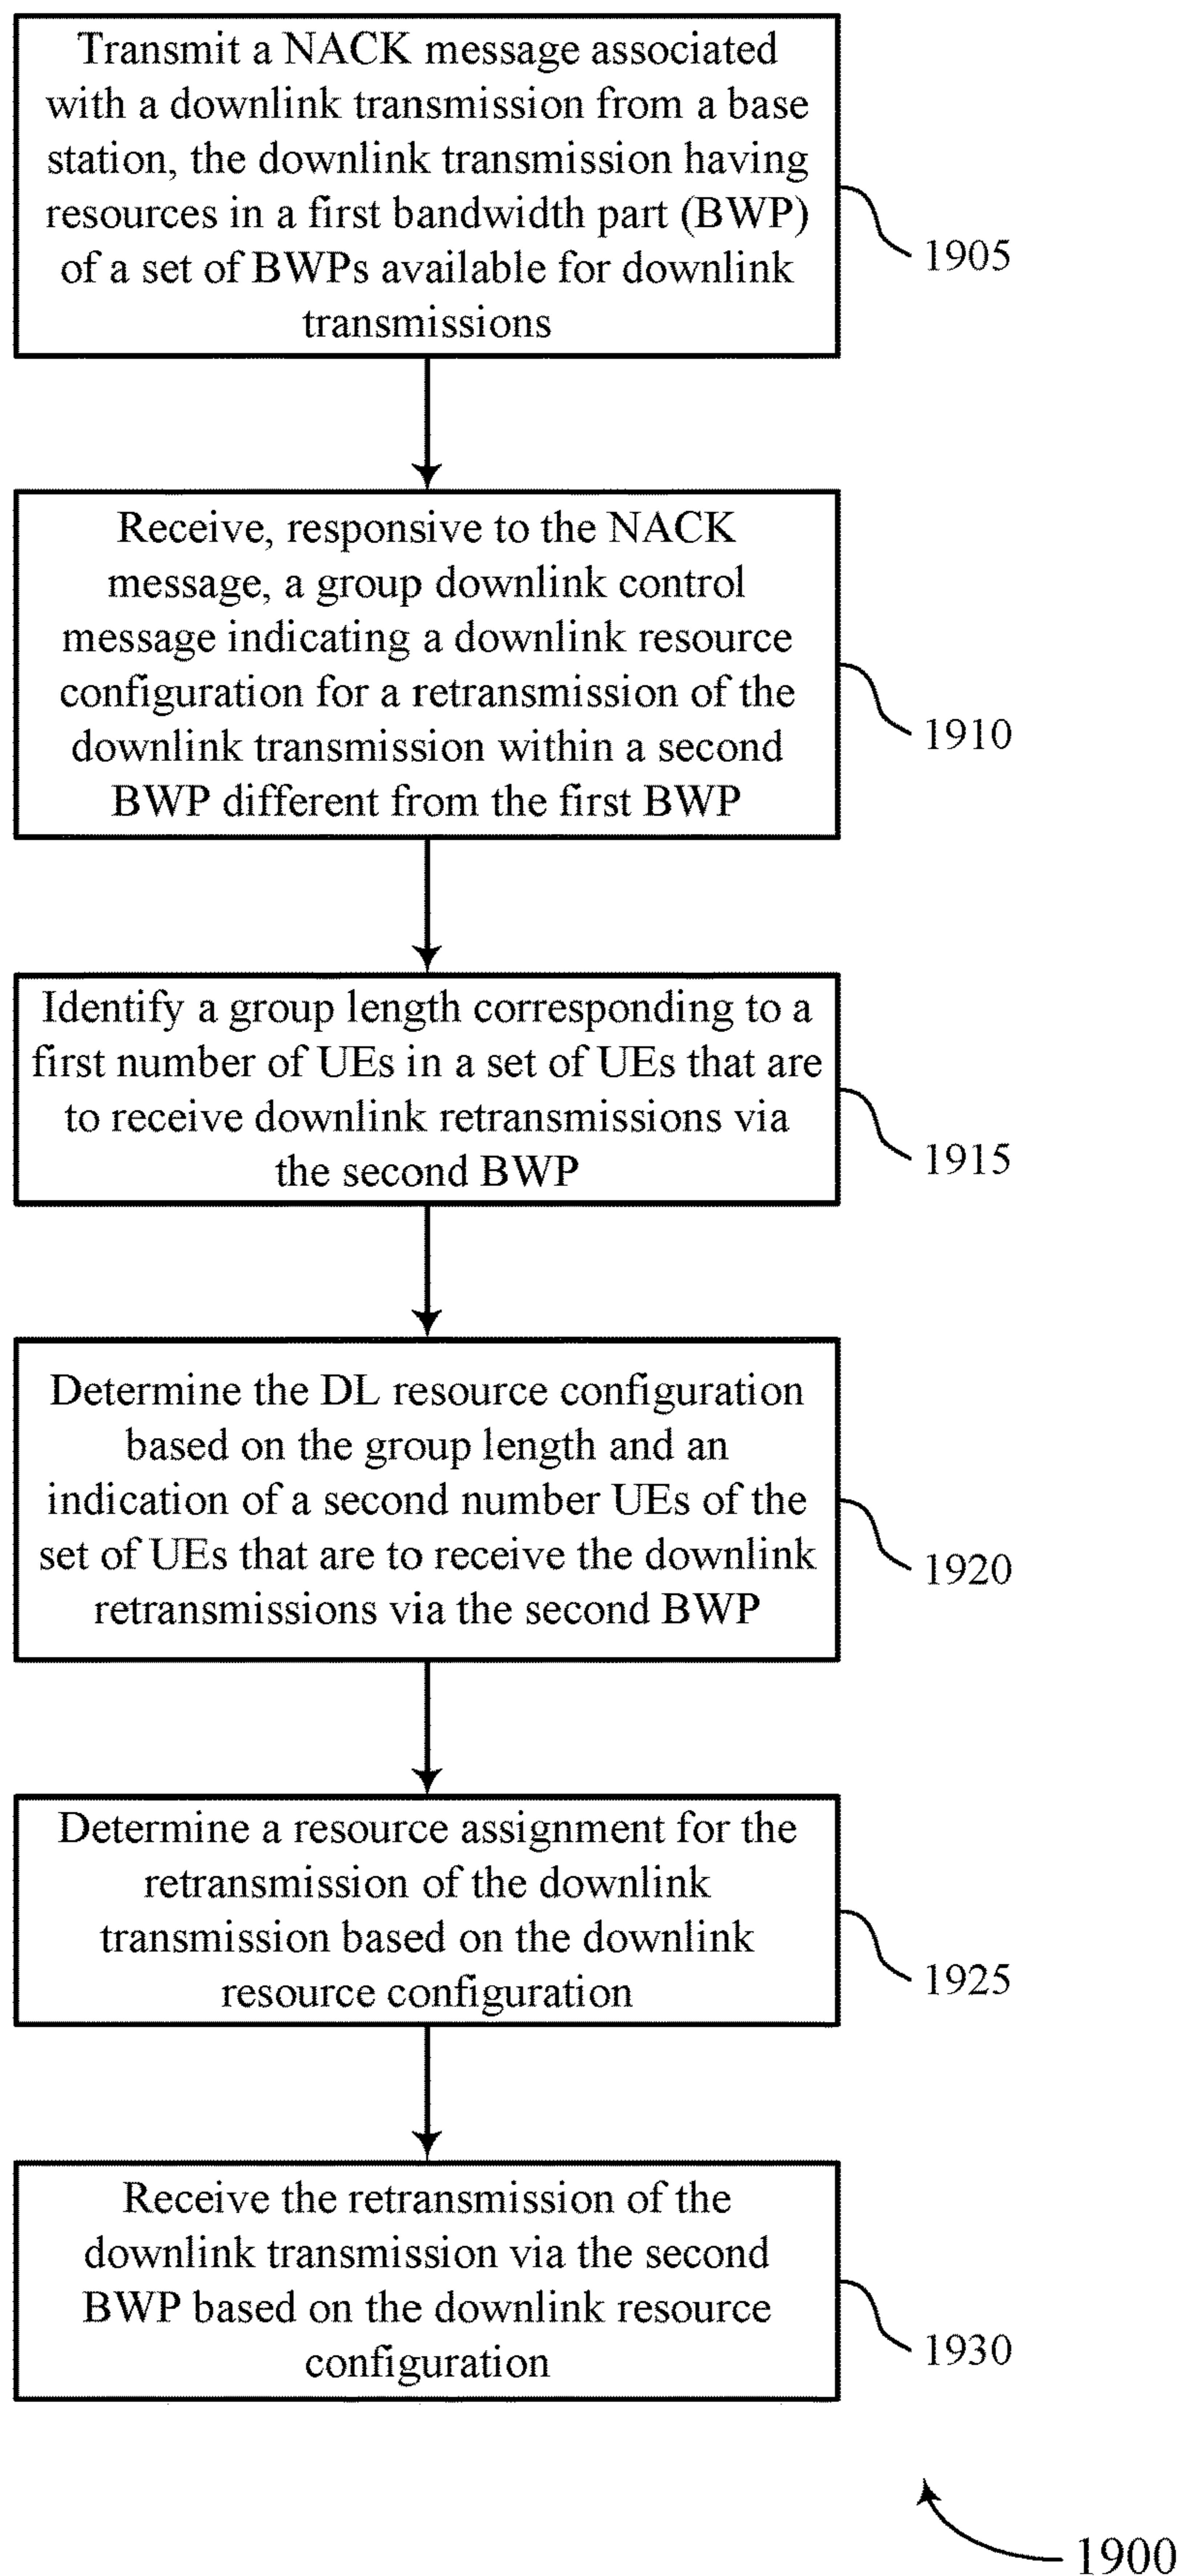 Transmit a NACK message associated
with a downlink transmission from a base
station, the downlink transmission having
resources in a first bandwidth part (BWP)
of a set of BWPs available for downlink
transmissions
1905
Receive, responsive to the NACK
message, a group downlink control
message indicating a downlink resource
configuration for a retransmission of the
downlink transmission within a second
BWP different from the first BWP
1910
Identify a group length corresponding to a
first number of UEs in a set of UEs that are
to receive downlink retransmissions via
the second BWP
1915
Determine the DL resource configuration
based on the group length and an
indication of a second number UEs of the
set of UEs that are to receive the downlink
retransmissions via the second BWP
1920
Determine a resource assignment for the
retransmission of the downlink
transmission based on the downlink
resource configuration
1925
Receive the retransmission of the
downlink transmission via the second
BWP based on the downlink resource
configuration
1930
1900